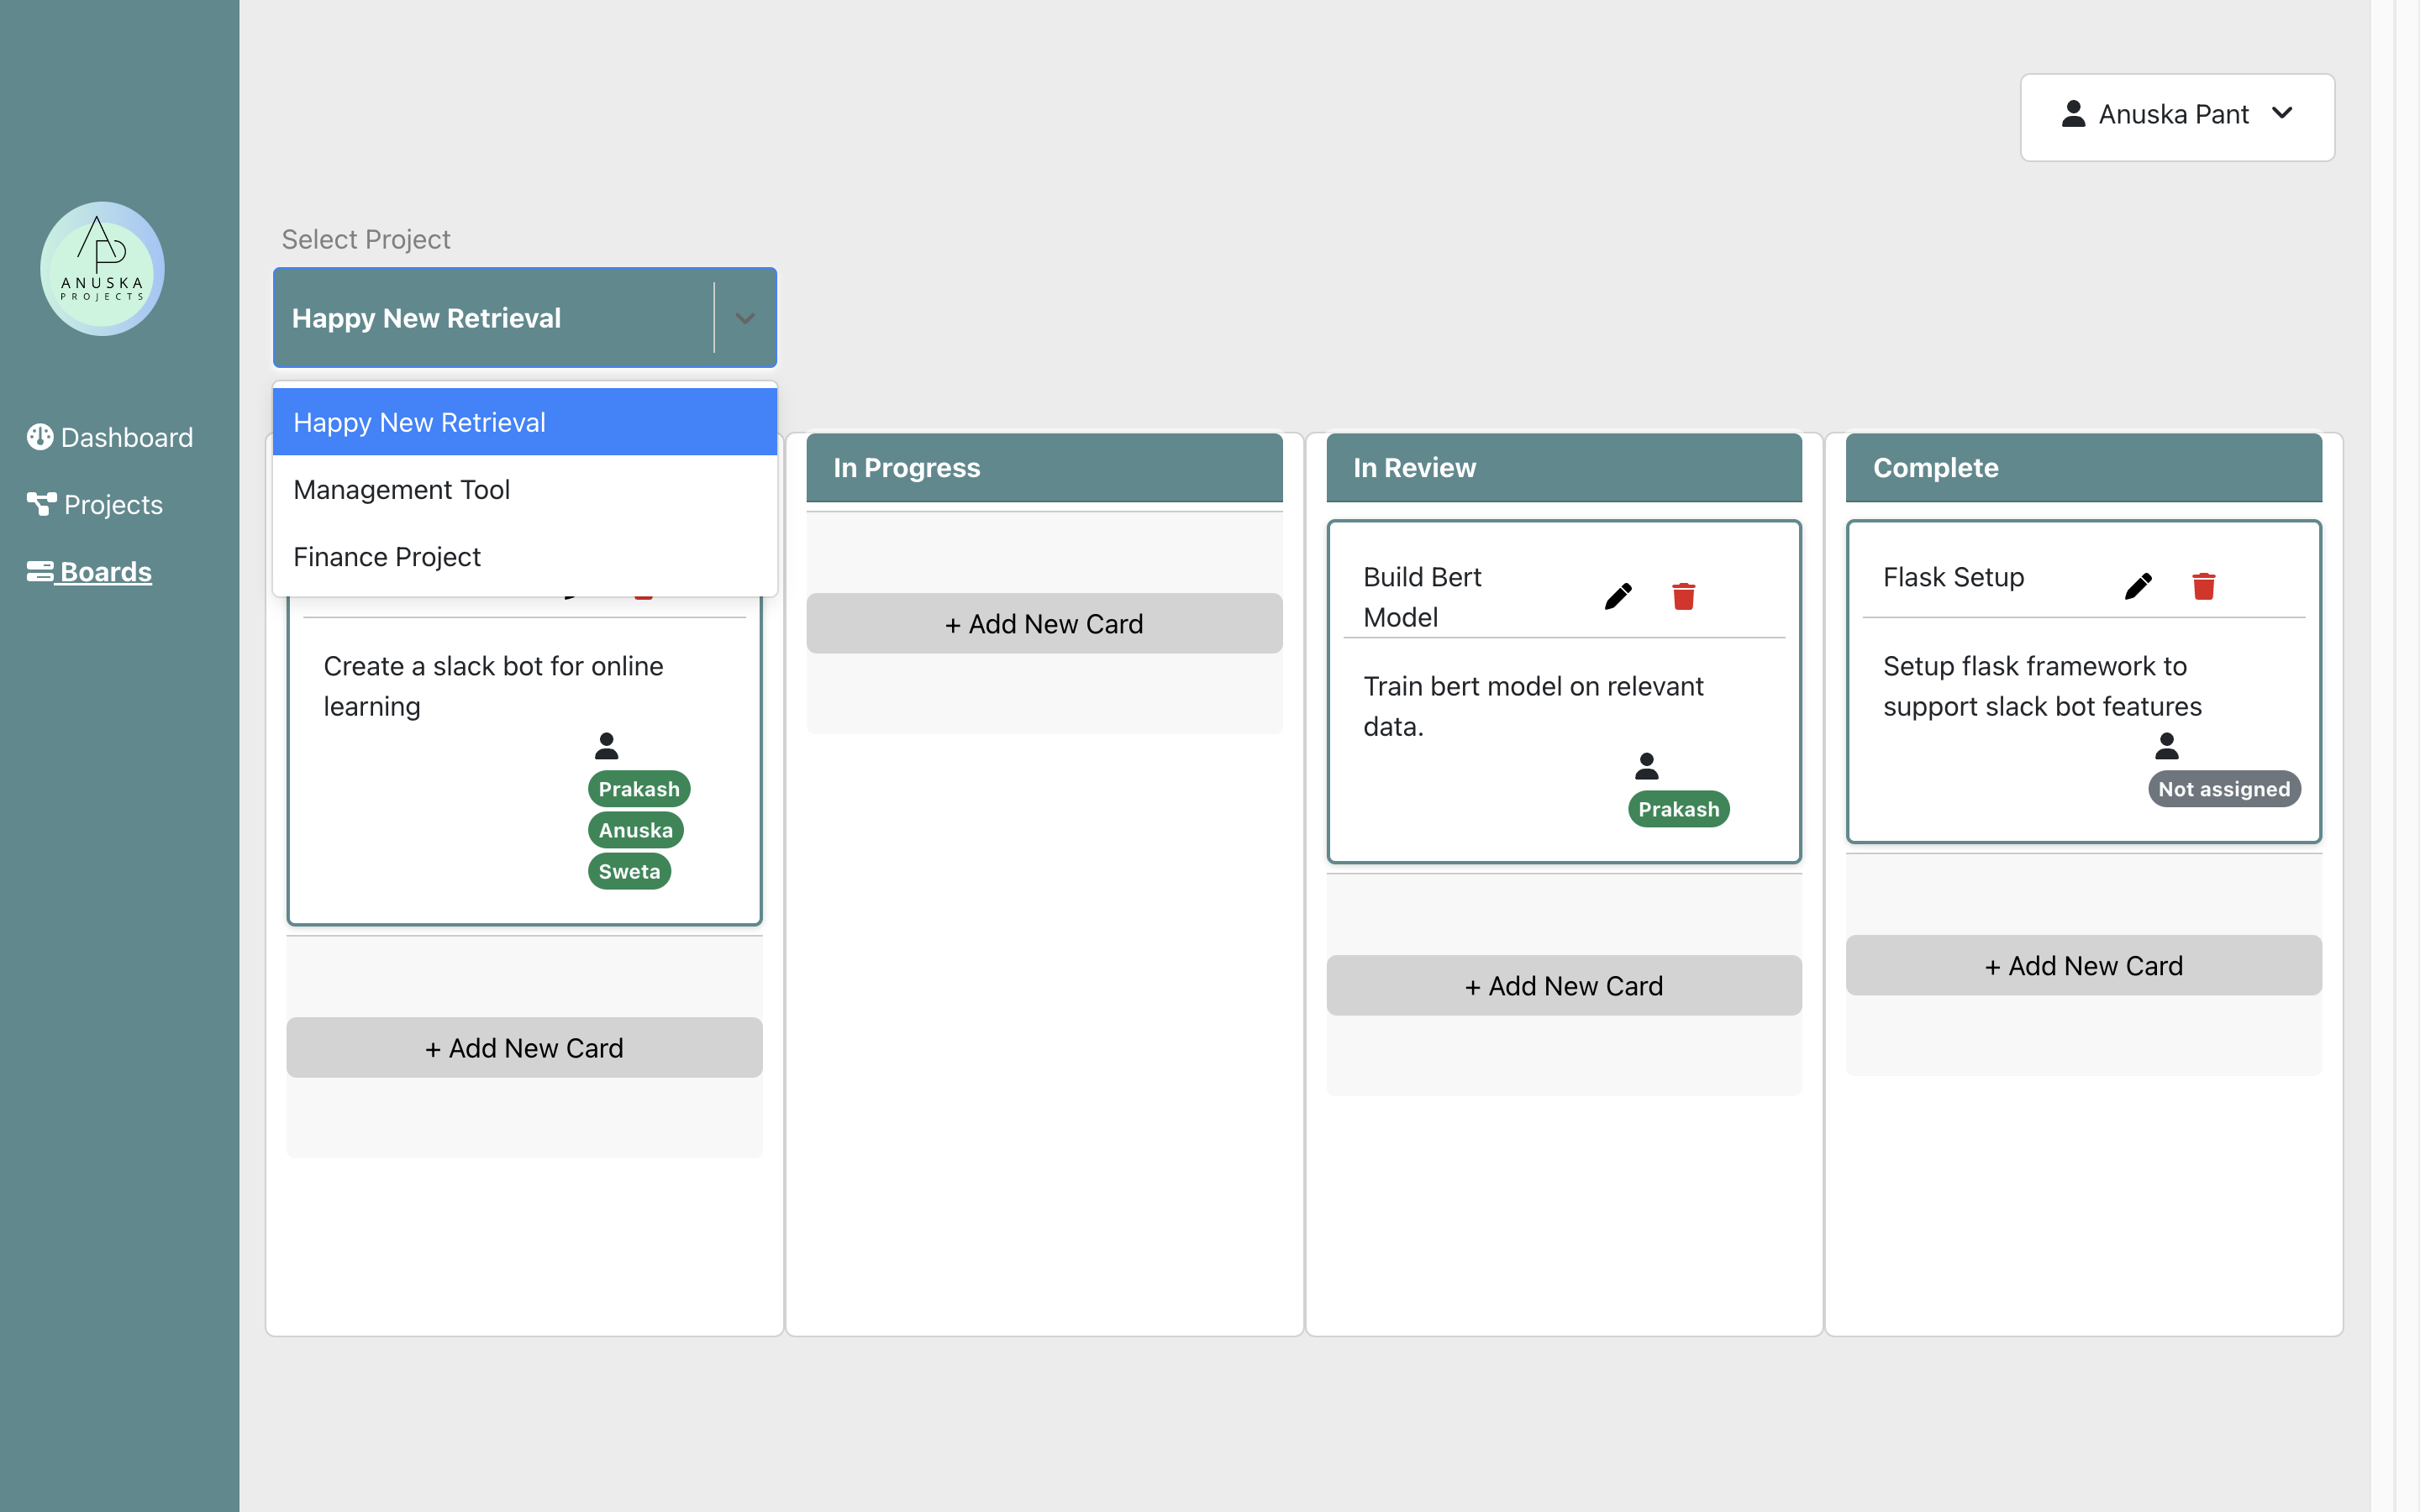 AP
ANUSKA
PROJECTS
Dashboard
Projects
Boards
Anuska Pant
Select Project
Happy New Retrieval
Happy New Retrieval
Management Tool
Finance Project
Create a slack bot for online
learning
Prakash
Anuska
Sweta
+ Add New Card
In Progress
+ Add New Card
In Review
Build Bert
Model
Train bert model on relevant
data.
Prakash
+ Add New Card
Complete
Flask Setup
Setup flask framework to
support slack bot features
Not assigned
+ Add New Card